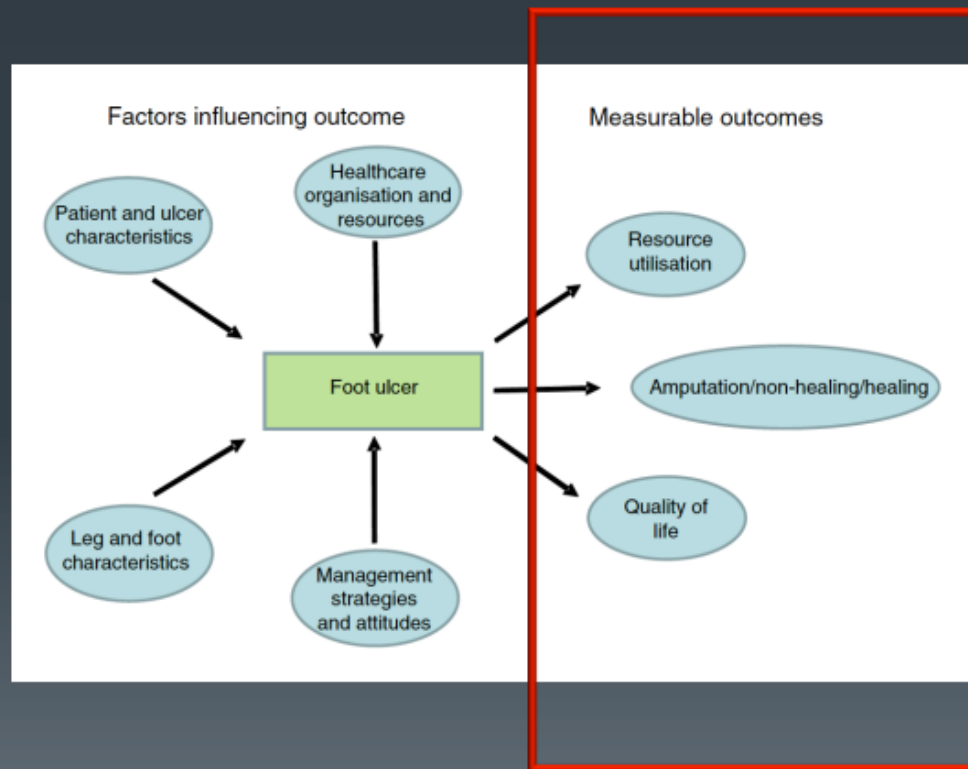 Factors influencing outcome
Measurable outcomes
Healthcare
organisation and
resources
Patient and ulcer
characteristics
Resource
utilisation
Foot ulcer
Amputation/non-healing/healing
Leg and foot
characteristics
Management
strategies
and attitudes
Quality of
life